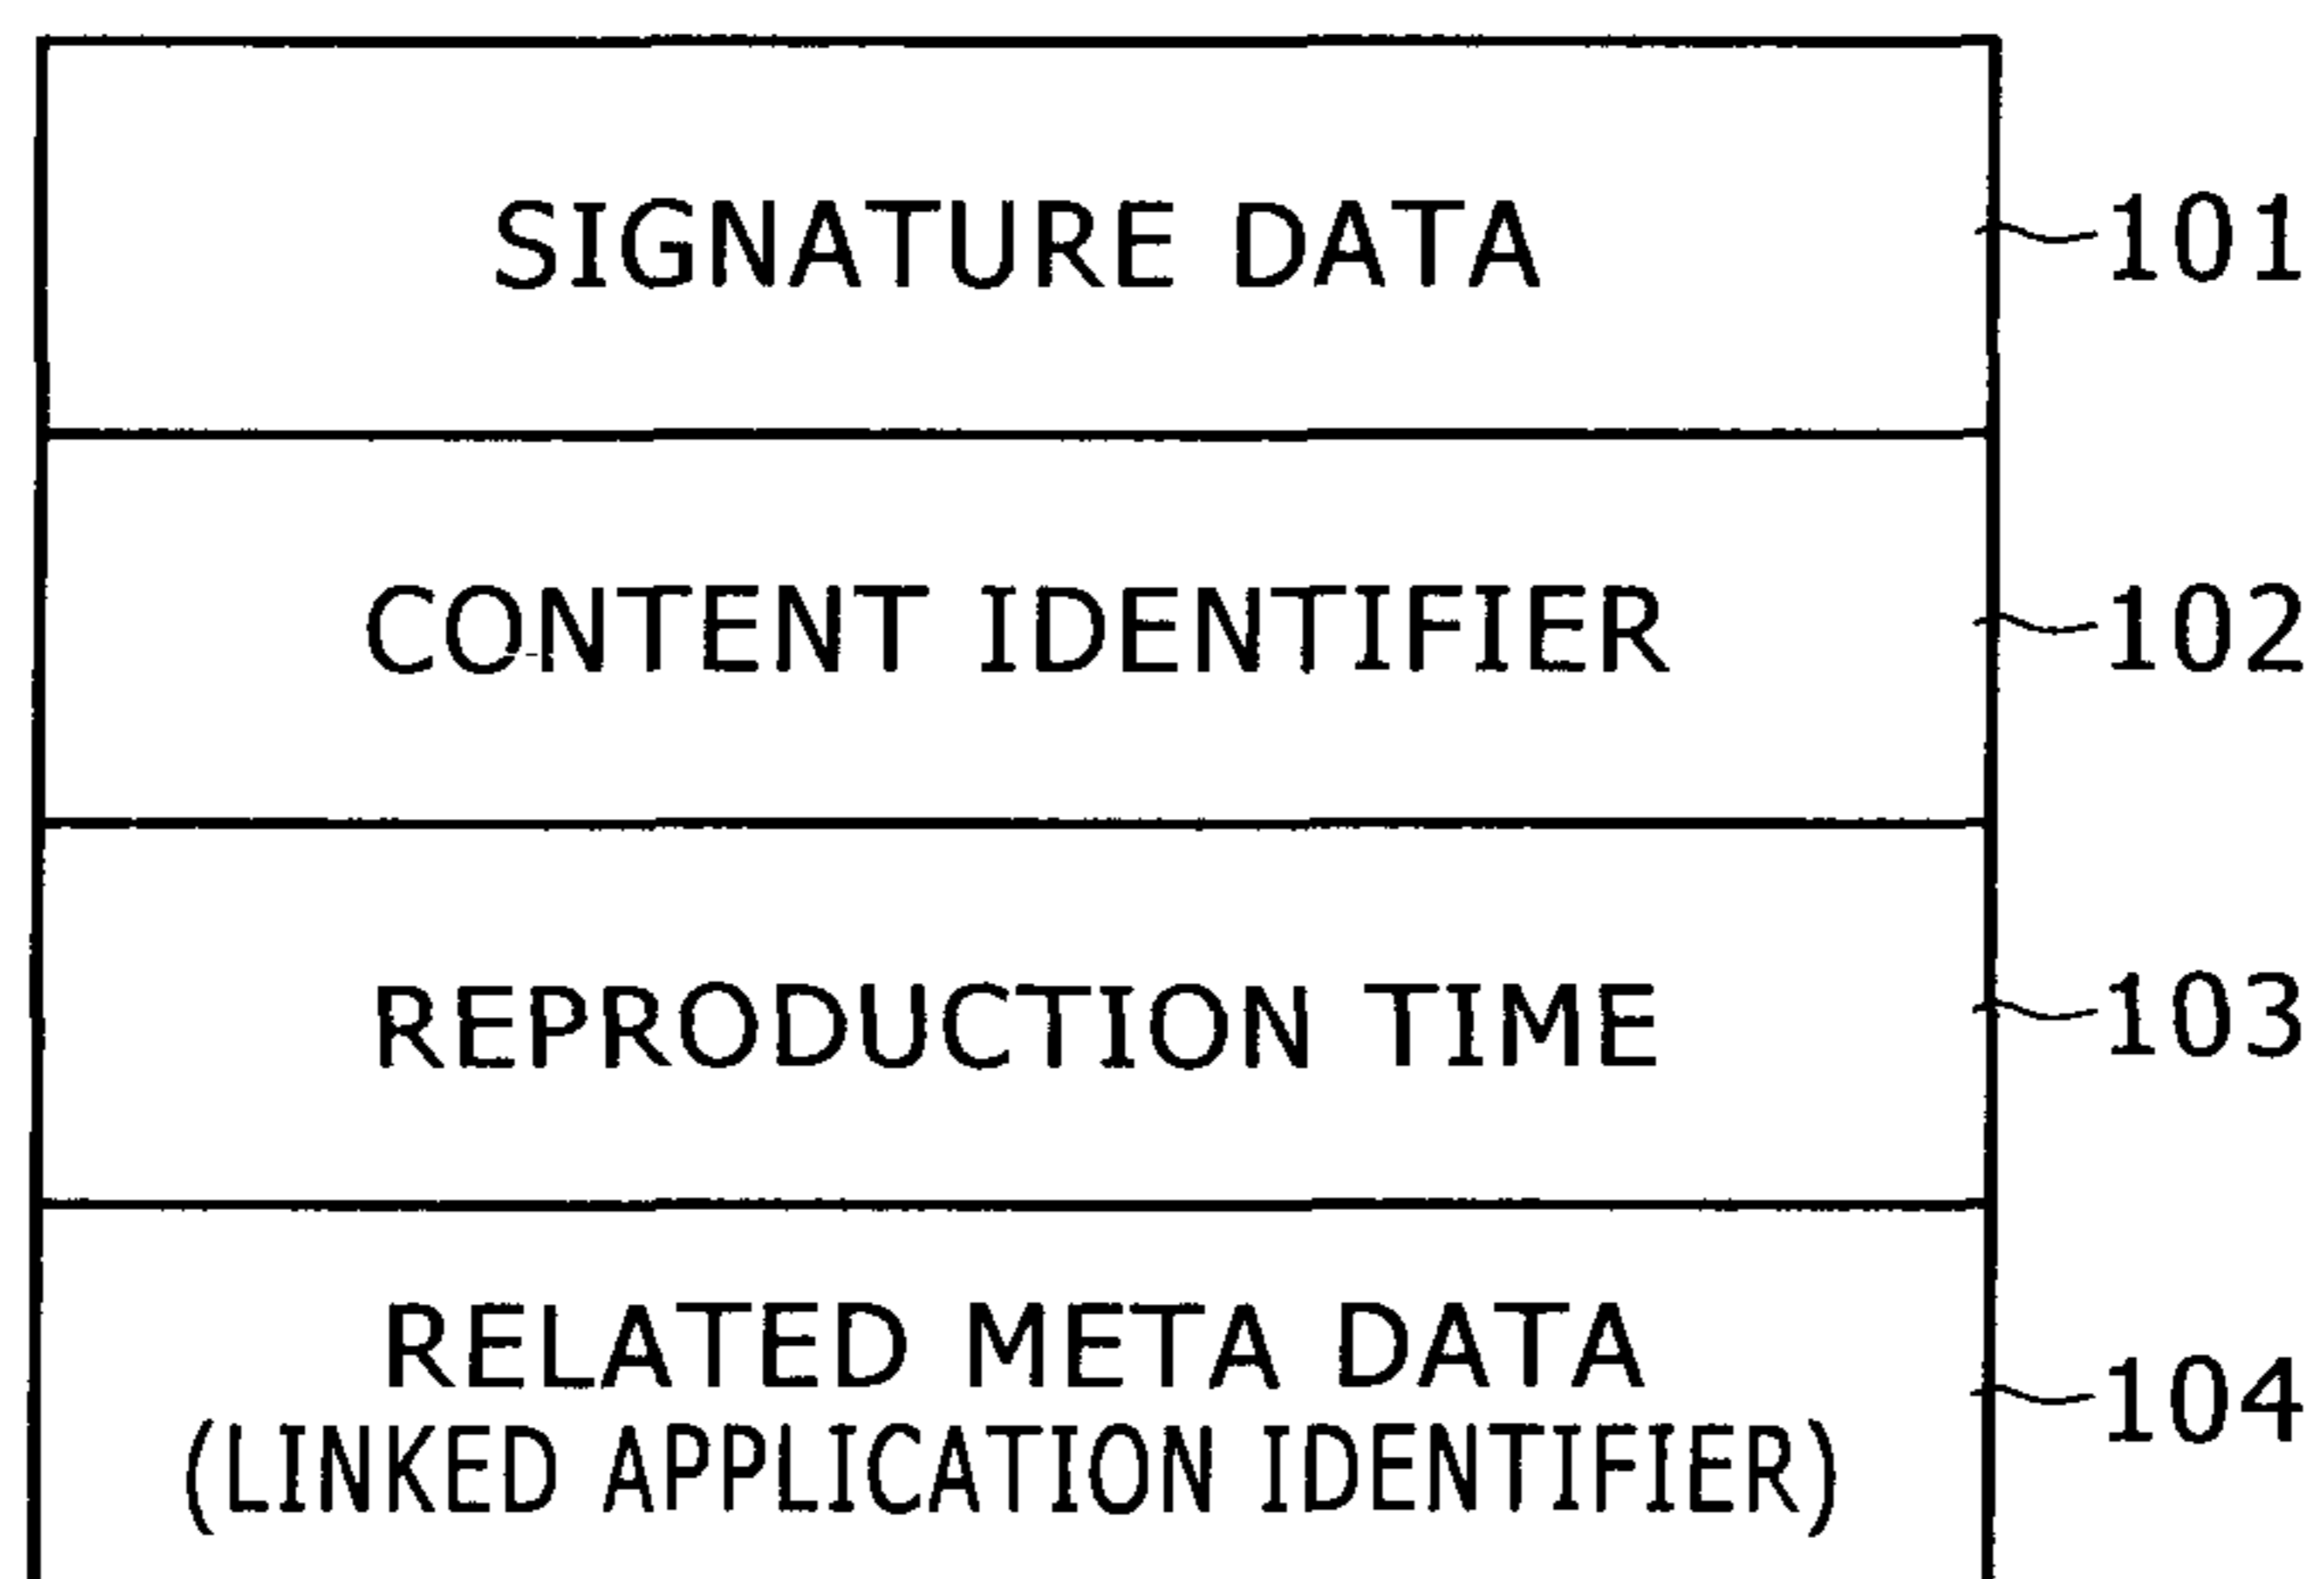 SIGNATURE DATA 101
CONTENT IDENTIFIER 102
REPRODUCTION TIME 103
RELATED META DATA
(LINKED APPLICATION IDENTIFIER) 104